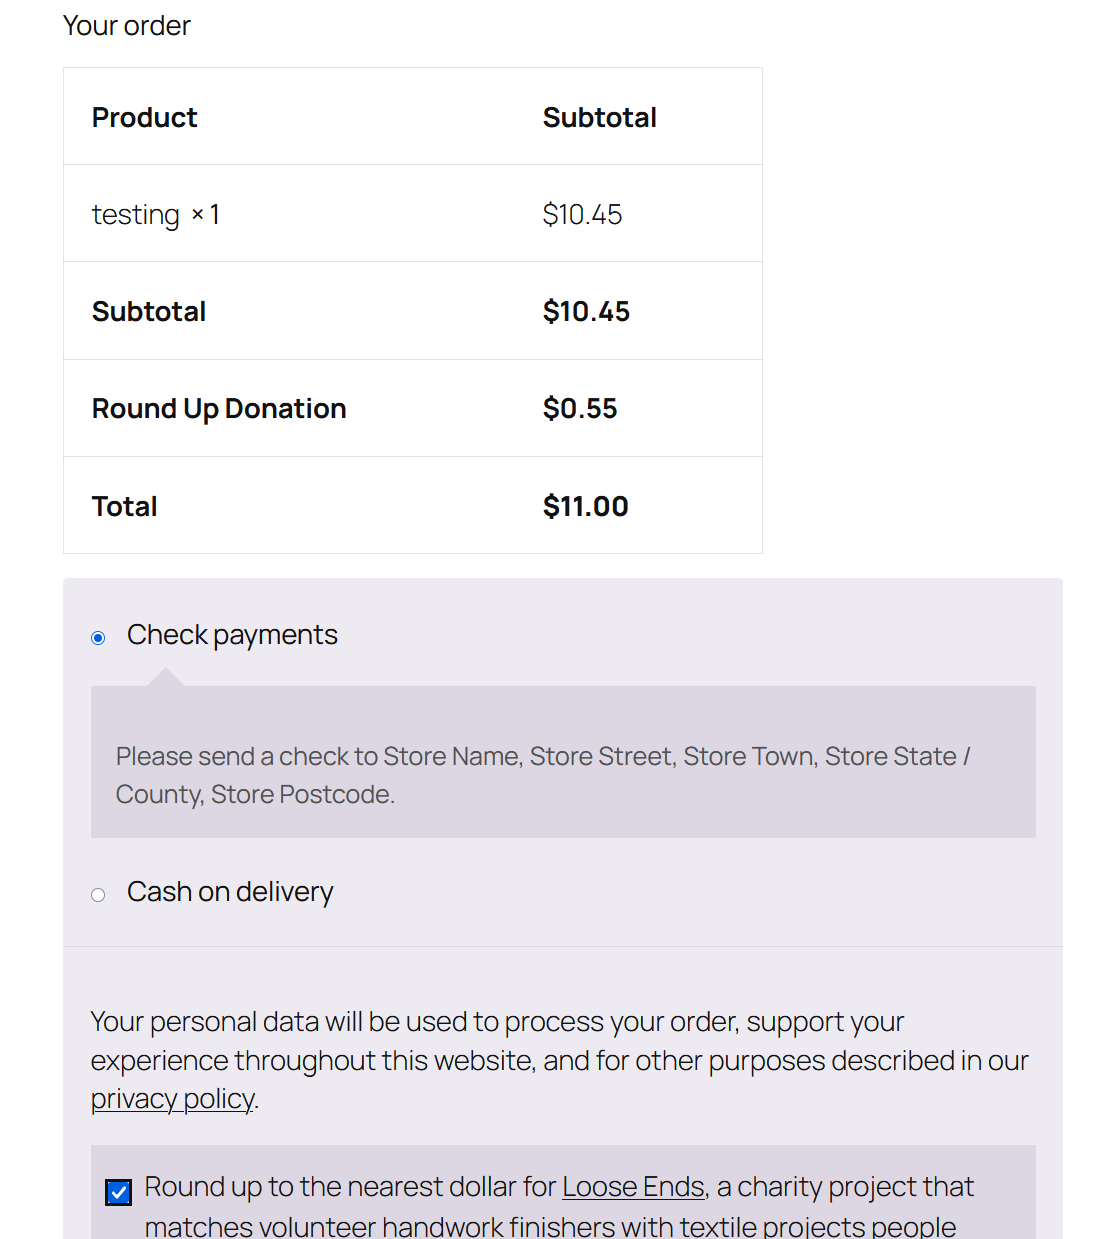 Your order
Product Subtotal
testing × 1 $10.45
Subtotal $10.45
Round Up Donation $0.55
Total $11.00
Check payments
Please send a check to Store Name, Store Street, Store Town, Store State /
County, Store Postcode.
Cash on delivery
Your personal data will be used to process your order, support your
experience throughout this website, and for other purposes described in our
privacy policy.
Round up to the nearest dollar for Loose Ends, a charity project that
matches volunteer handwork finishers with textile projects people